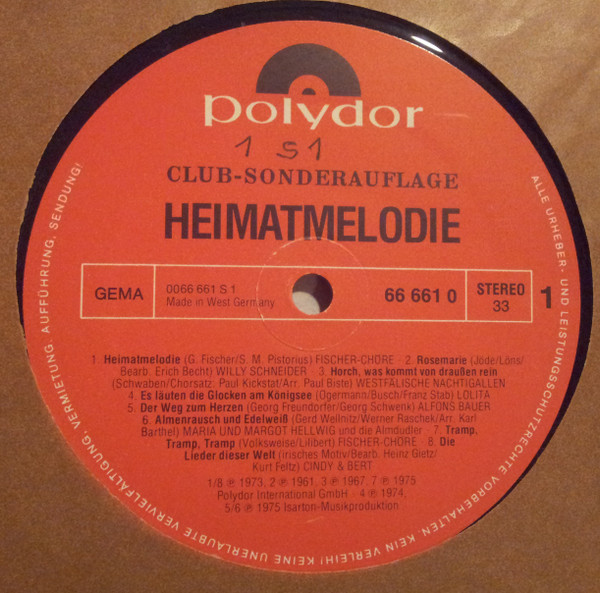 polydor
1 S1
CLUB-SONDERAUFLAGE
HEIMATMELODIE
GEMA
0066 661 S 1
Made in West Germany
66 661 0
STEREO
33
1
1 Heimatmelodie (G. Fischer/S. M. Pistorius) FISCHER-CHÖRE · 2 Rosemarie (Jöde/Löns/
Bearb. Erich Becht) WILLY SCHNEIDER · 3 Horch, was kommt von draußen rein
(Schwaben/Chorsatz: Paul Kickstat/Arr. Paul Biste) WESTFÄLISCHE NACHTIGALLEN
4 Es läuten die Glocken am Königsee (Ogermann/Busch/Franz Stab) LOLITA
5 Der Weg zum Herzen (Georg Freundorfer/Georg Schwenk) ALFONS BAUER
6 Almenrausch und Edelweiß (Gerd Wellnitz/Werner Raschek/Arr. Karl
Barthel) MARIA UND MARGOT HELLWIG und die Almdudler · 7 Tramp,
Tramp, Tramp (Volksweise/Lilibert) FISCHER-CHÖRE · 8 Die
Lieder dieser Welt (irisches Motiv/Bearb. Heinz Gietz/
Kurt Feltz) CINDY & BERT
1/8 ℗ 1973, 2 ℗ 1961, 3 ℗ 1967, 7 ℗ 1975
Polydor International GmbH · 4 ℗ 1974,
5/6 ℗ 1975 Isarton-Musikproduktion
ALLE URHEBER- UND LEISTUNGSSCHUTZRECHTE VORBEHALTEN. KEIN VERLEIH! KEINE UNERLAUBTE VERVIELFÄLTIGUNG, VERMIETUNG, AUFFÜHRUNG, SENDUNG!